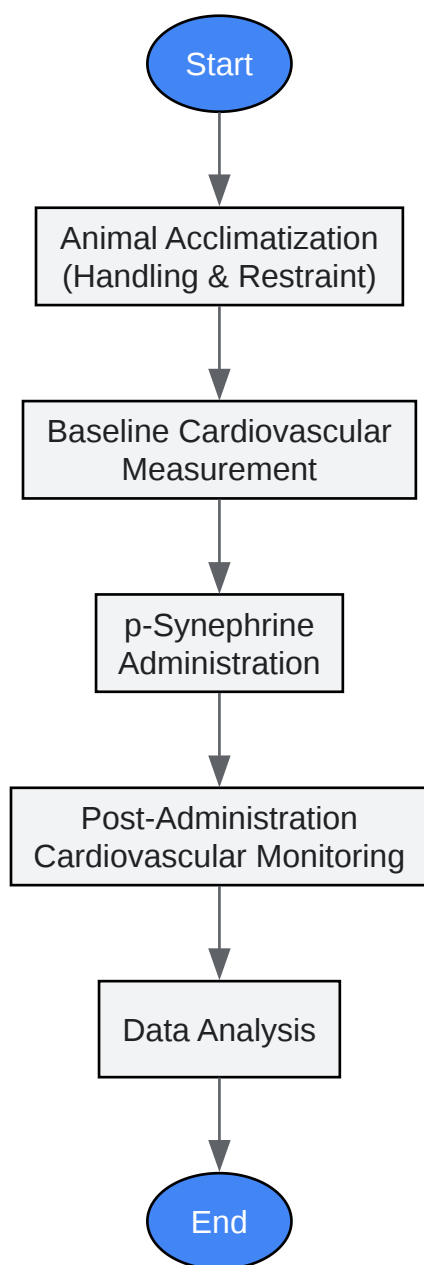 Start
Animal Acclimatization
(Handling & Restraint)
Baseline Cardiovascular
Measurement
p-Synephrine
Administration
Post-Administration
Cardiovascular Monitoring
Data Analysis
End